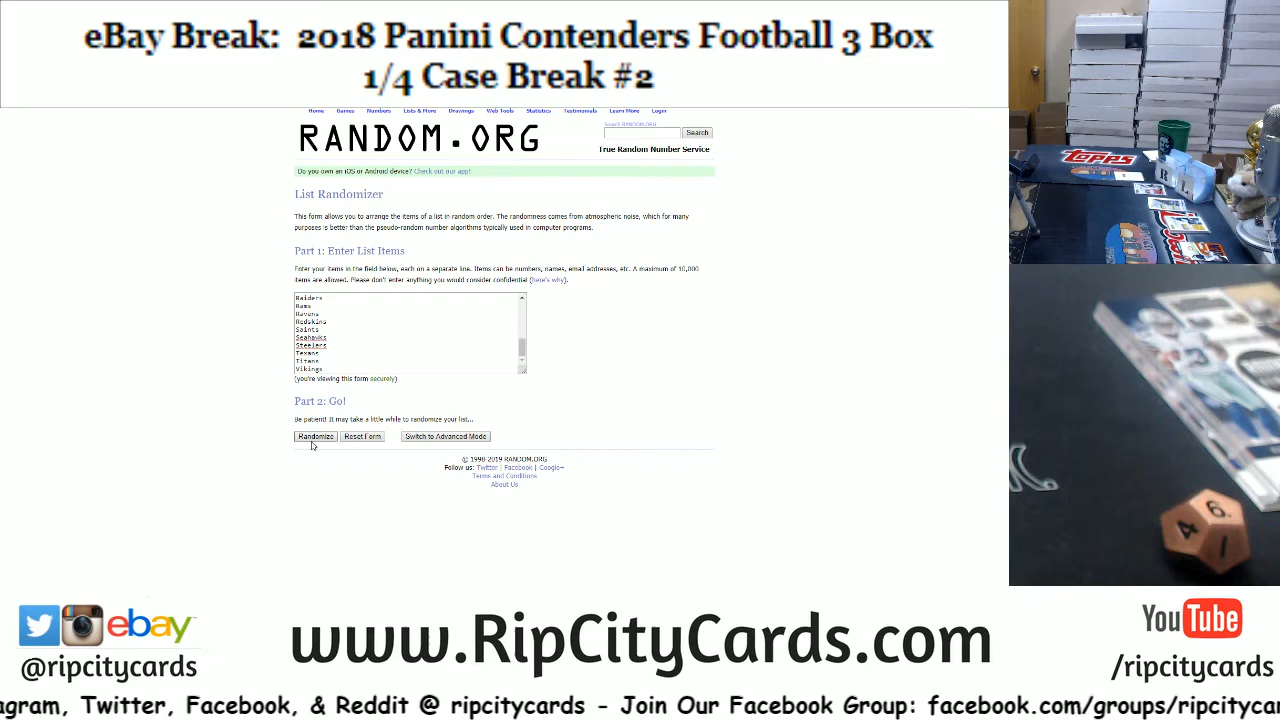 eBay Break: 2018 Panini Contenders Football 3 Box
1/4 Case Break #2
Home Games Numbers Lists & More Drawings Web Tools Statistics Testimonials Learn More Login
RANDOM.ORG
Search RANDOM.ORG
Search
True Random Number Service
Do you own an iOS or Android device? Check out our app!
List Randomizer
This form allows you to arrange the items of a list in random order. The randomness comes from atmospheric noise, which for many
purposes is better than the pseudo-random number algorithms typically used in computer programs.
Part 1: Enter List Items
Enter your items in the field below, each on a separate line. Items can be numbers, names, email addresses, etc. A maximum of 10,000
items are allowed. Please don't enter anything you would consider confidential (here's why).
Raiders
Rams
Ravens
Redskins
Saints
Seahawks
Steelers
Texans
Titans
Vikings
(you're viewing this form securely)
Part 2: Go!
Be patient! It may take a little while to randomize your list...
Randomize Reset Form Switch to Advanced Mode
© 1998-2019 RANDOM.ORG
Follow us: Twitter | Facebook | Google+
Terms and Conditions
About Us
Topps
R L
6
4
1
ebay
@ripcitycards
www.RipCityCards.com
YouTube
/ripcitycards
agram, Twitter, Facebook, & Reddit @ ripcitycards - Join Our Facebook Group: facebook.com/groups/ripcityca